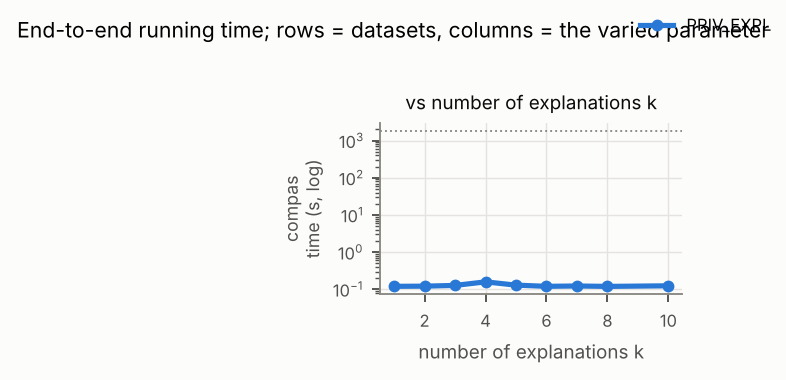 End-to-end running time; rows = datasets, columns = the varied parameter
PRIV_EXPL
vs number of explanations k
compas
time (s, log)
10³
10²
10¹
10⁰
10⁻¹
2 4 6 8 10
number of explanations k